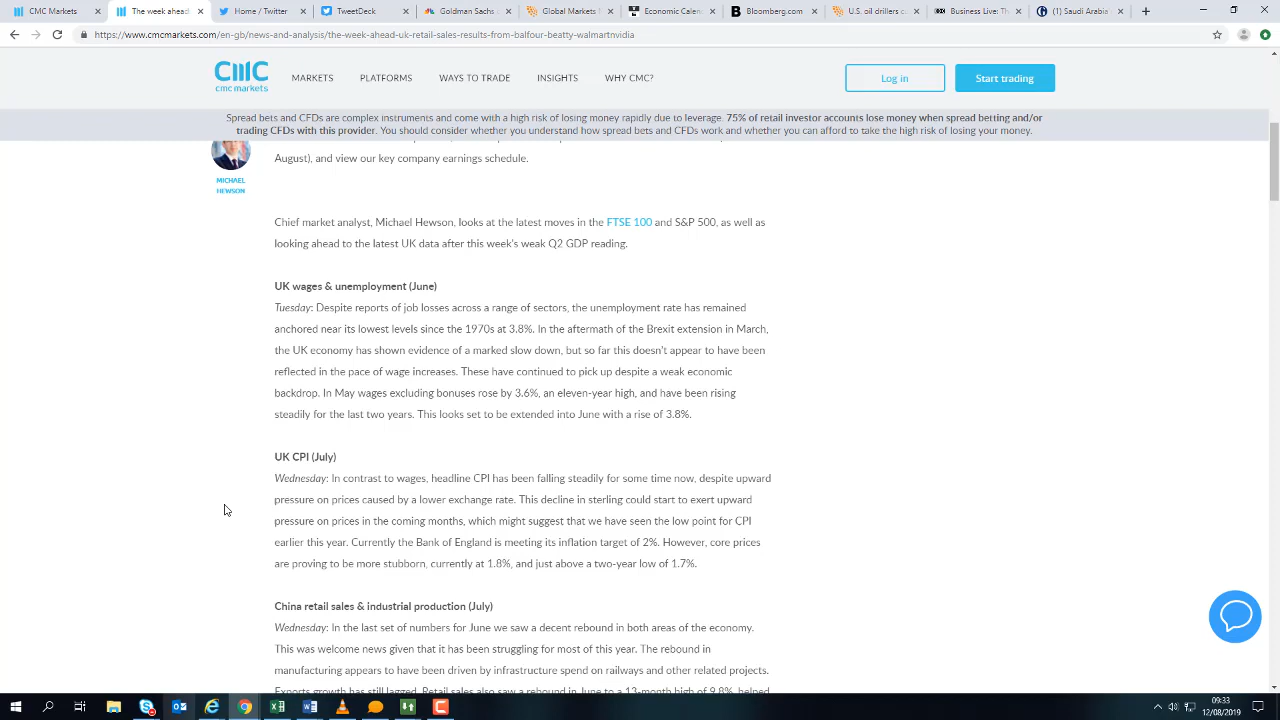 CMC Markets
The week ahead
Home / Twitter
TweetDeck
Goldman Sachs
Global Markets
Economic Calen
Bloomberg.com
U.S. oil drillers c
Business Live: Th
(1) Saudi Arabia
https://www.cmcmarkets.com/en-gb/news-and-analysis/the-week-ahead-uk-retail-sales-results-from-balfour-beatty-walmartnvidia
cmc markets
MARKETS
PLATFORMS
WAYS TO TRADE
INSIGHTS
WHY CMC?
Log in
Start trading
Spread bets and CFDs are complex instruments and come with a high risk of losing money rapidly due to leverage. 75% of retail investor accounts lose money when spread betting and/or
trading CFDs with this provider. You should consider whether you understand how spread bets and CFDs work and whether you can afford to take the high risk of losing your money.
August), and view our key company earnings schedule.
MICHAEL
HEWSON
Chief market analyst, Michael Hewson, looks at the latest moves in the FTSE 100 and S&P 500, as well as
looking ahead to the latest UK data after this week's weak Q2 GDP reading.
UK wages & unemployment (June)
Tuesday: Despite reports of job losses across a range of sectors, the unemployment rate has remained
anchored near its lowest levels since the 1970s at 3.8%. In the aftermath of the Brexit extension in March,
the UK economy has shown evidence of a marked slow down, but so far this doesn't appear to have been
reflected in the pace of wage increases. These have continued to pick up despite a weak economic
backdrop. In May wages excluding bonuses rose by 3.6%, an eleven-year high, and have been rising
steadily for the last two years. This looks set to be extended into June with a rise of 3.8%.
UK CPI (July)
Wednesday: In contrast to wages, headline CPI has been falling steadily for some time now, despite upward
pressure on prices caused by a lower exchange rate. This decline in sterling could start to exert upward
pressure on prices in the coming months, which might suggest that we have seen the low point for CPI
earlier this year. Currently the Bank of England is meeting its inflation target of 2%. However, core prices
are proving to be more stubborn, currently at 1.8%, and just above a two-year low of 1.7%.
China retail sales & industrial production (July)
Wednesday: In the last set of numbers for June we saw a decent rebound in both areas of the economy.
This was welcome news given that it has been struggling for most of this year. The rebound in
manufacturing appears to have been driven by infrastructure spend on railways and other related projects.
Exports growth has still lagged. Retail sales also saw a rebound in June to a 13-month high of 9.8%, helped
09:33
12/08/2019